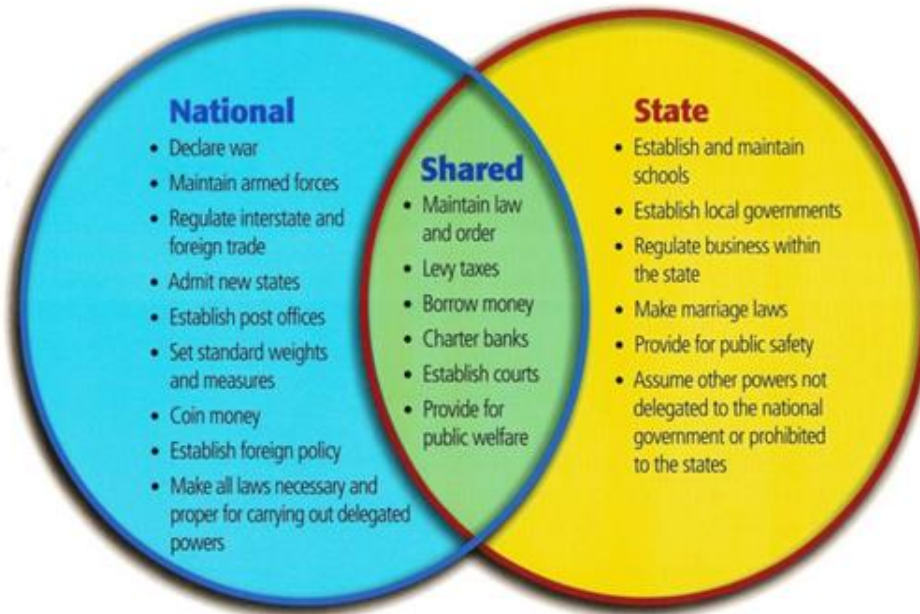 National
• Declare war
• Maintain armed forces
• Regulate interstate and
foreign trade
• Admit new states
• Establish post offices
• Set standard weights
and measures
• Coin money
• Establish foreign policy
• Make all laws necessary and
proper for carrying out delegated
powers
Shared
• Maintain law
and order
• Levy taxes
• Borrow money
• Charter banks
• Establish courts
• Provide for
public welfare
State
• Establish and maintain
schools
• Establish local governments
• Regulate business within
the state
• Make marriage laws
• Provide for public safety
• Assume other powers not
delegated to the national
government or prohibited
to the states